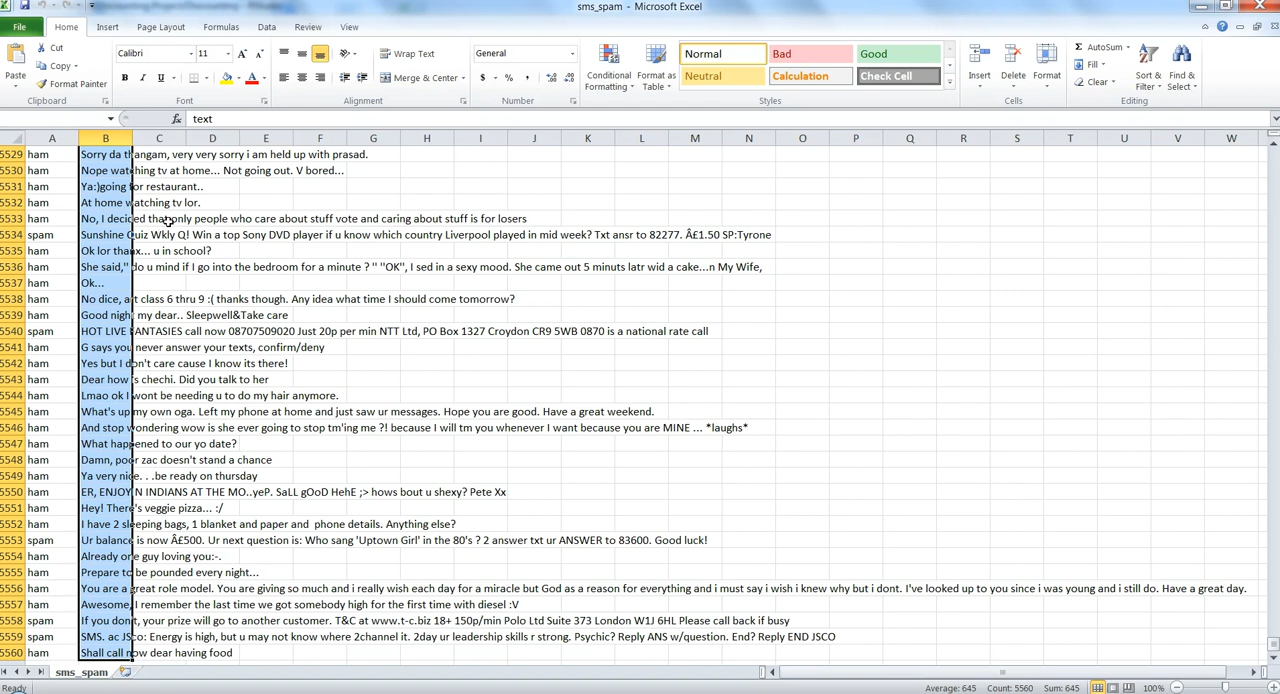 sms_spam - Microsoft Excel
File Home Insert Page Layout Formulas Data Review View
Cut
Copy
Format Painter
Paste
Calibri 11
General
Wrap Text
Merge & Center
Conditional Formatting
Format as Table
Normal Bad Good
Neutral Calculation Check Cell
Insert Delete Format
AutoSum
Fill
Clear
Sort & Filter
Find & Select
Clipboard Font Alignment Number Styles Cells Editing
fx text
A B C D E F G H I J K L M N O P Q R S T U V W
5529 ham Sorry da thangam, very very sorry i am held up with prasad.
5530 ham Nope watching tv at home... Not going out. V bored...
5531 ham Ya:)going for restaurant..
5532 ham At home watching tv lor.
5533 ham No, I decided that only people who care about stuff vote and caring about stuff is for losers
5534 spam Sunshine Quiz Wkly Q! Win a top Sony DVD player if u know which country Liverpool played in mid week? Txt ansr to 82277. Â£1.50 SP:Tyrone
5535 ham Ok lor thanx... u in school?
5536 ham She said,'' do u mind if I go into the bedroom for a minute ? '' ''OK'', I sed in a sexy mood. She came out 5 minuts latr wid a cake...n My Wife,
5537 ham Ok...
5538 ham No dice, art class 6 thru 9 :( thanks though. Any idea what time I should come tomorrow?
5539 ham Good night my dear.. Sleepwell&Take care
5540 spam HOT LIVE FANTASIES call now 08707509020 Just 20p per min NTT Ltd, PO Box 1327 Croydon CR9 5WB 0870 is a national rate call
5541 ham G says you never answer your texts, confirm/deny
5542 ham Yes but I don't care cause I know its there!
5543 ham Dear how is chechi. Did you talk to her
5544 ham Lmao ok I wont be needing u to do my hair anymore.
5545 ham What's up my own oga. Left my phone at home and just saw ur messages. Hope you are good. Have a great weekend.
5546 ham And stop wondering wow is she ever going to stop tm'ing me ?! because I will tm you whenever I want because you are MINE ... *laughs*
5547 ham What happened to our yo date?
5548 ham Damn, poor zac doesn't stand a chance
5549 ham Ya very nice. . .be ready on thursday
5550 ham ER, ENJOYIN INDIANS AT THE MO..yeP. SaLL gOoD HehE ;> hows bout u shexy? Pete Xx
5551 ham Hey! There's veggie pizza... :/
5552 ham I have 2 sleeping bags, 1 blanket and paper and phone details. Anything else?
5553 spam Ur balance is now Â£500. Ur next question is: Who sang 'Uptown Girl' in the 80's ? 2 answer txt ur ANSWER to 83600. Good luck!
5554 ham Already one guy loving you:-.
5555 ham Prepare to be pounded every night...
5556 ham You are a great role model. You are giving so much and i really wish each day for a miracle but God as a reason for everything and i must say i wish i knew why but i dont. I've looked up to you since i was young and i still do. Have a great day.
5557 ham Awesome, I remember the last time we got somebody high for the first time with diesel :V
5558 spam If you don't, your prize will go to another customer. T&C at www.t-c.biz 18+ 150p/min Polo Ltd Suite 373 London W1J 6HL Please call back if busy
5559 spam SMS. ac JSco: Energy is high, but u may not know where 2channel it. 2day ur leadership skills r strong. Psychic? Reply ANS w/question. End? Reply END JSCO
5560 ham Shall call now dear having food
sms_spam
Ready Average: 645 Count: 5560 Sum: 645 100%